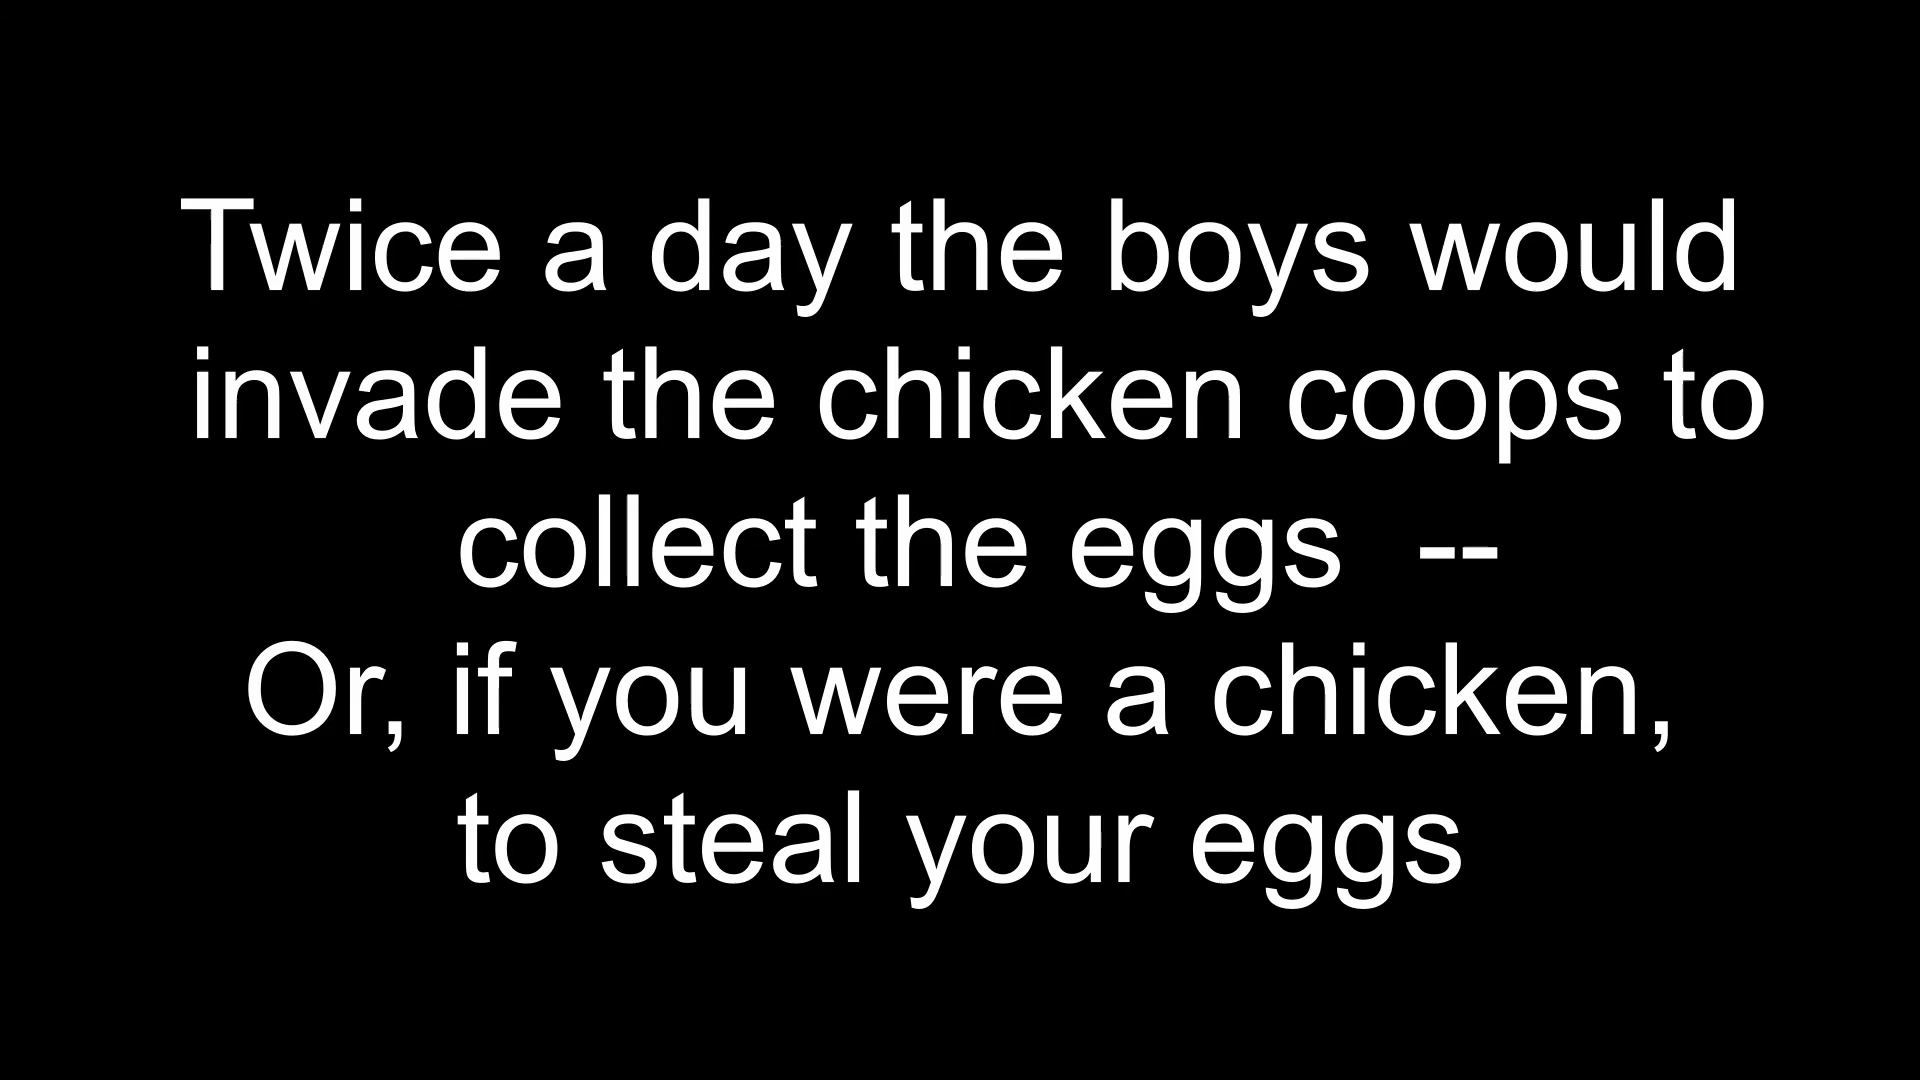 Twice a day the boys would
invade the chicken coops to
collect the eggs  --
Or, if you were a chicken,
to steal your eggs